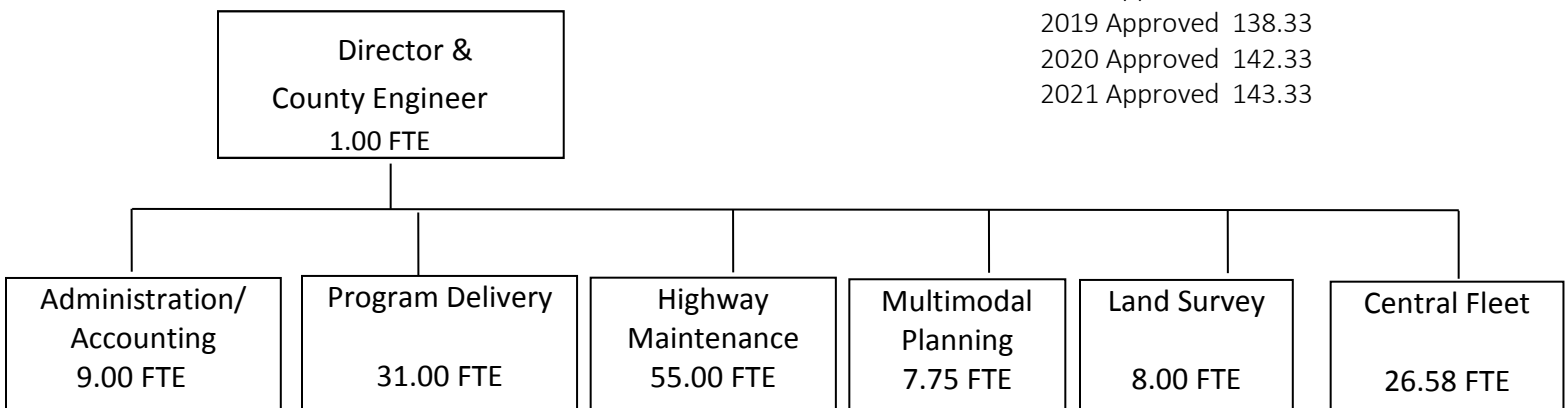 2019 Approved 138.33
2020 Approved 142.33
2021 Approved 143.33
Director &
County Engineer
1.00 FTE
Administration/
Accounting
9.00 FTE
Program Delivery
31.00 FTE
Highway
Maintenance
55.00 FTE
Multimodal
Planning
7.75 FTE
Land Survey
8.00 FTE
Central Fleet
26.58 FTE